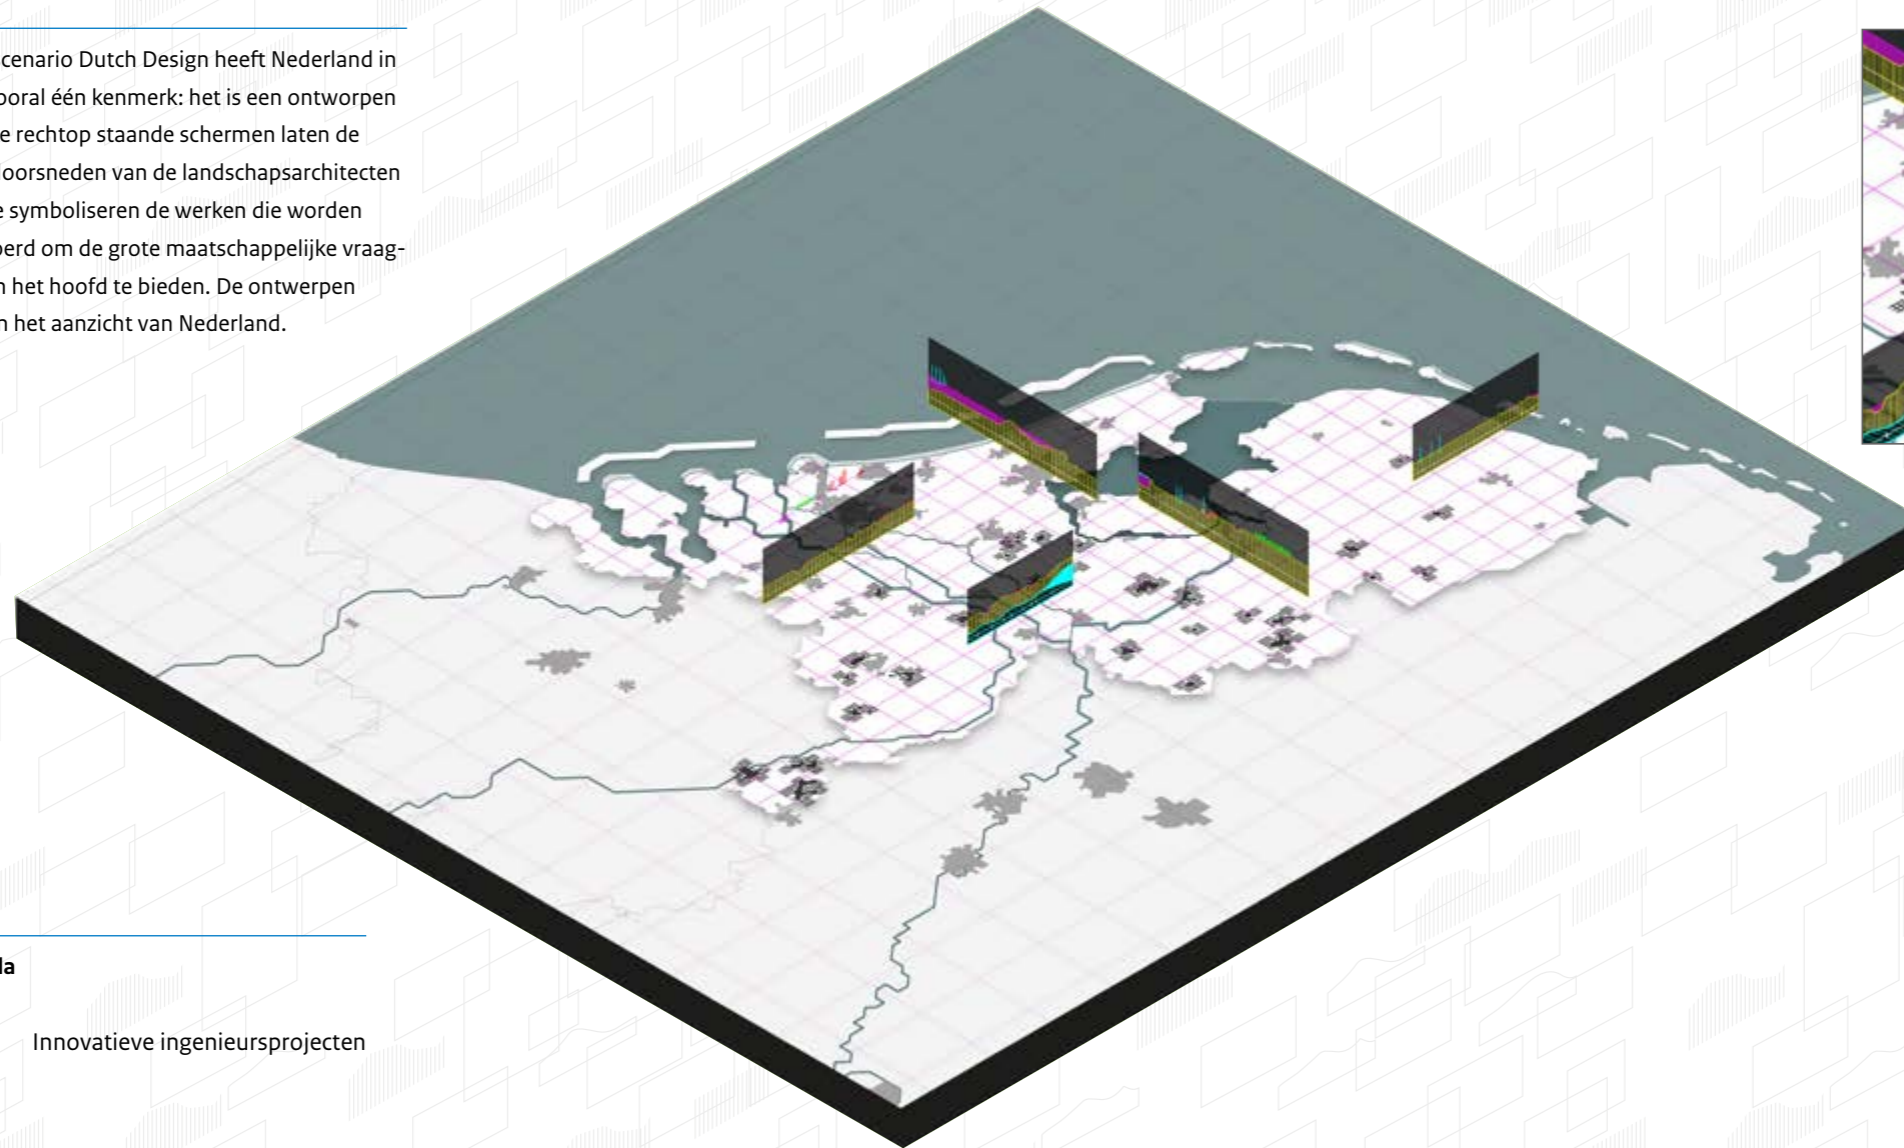 cenario Dutch Design heeft Nederland in
ooral één kenmerk: het is een ontworpen
e rechtop staande schermen laten de
oorsneden van de landschapsarchitecten
e symboliseren de werken die worden
erd om de grote maatschappelijke vraag-
n het hoofd te bieden. De ontwerpen
n het aanzicht van Nederland.
da
Innovatieve ingenieursprojecten